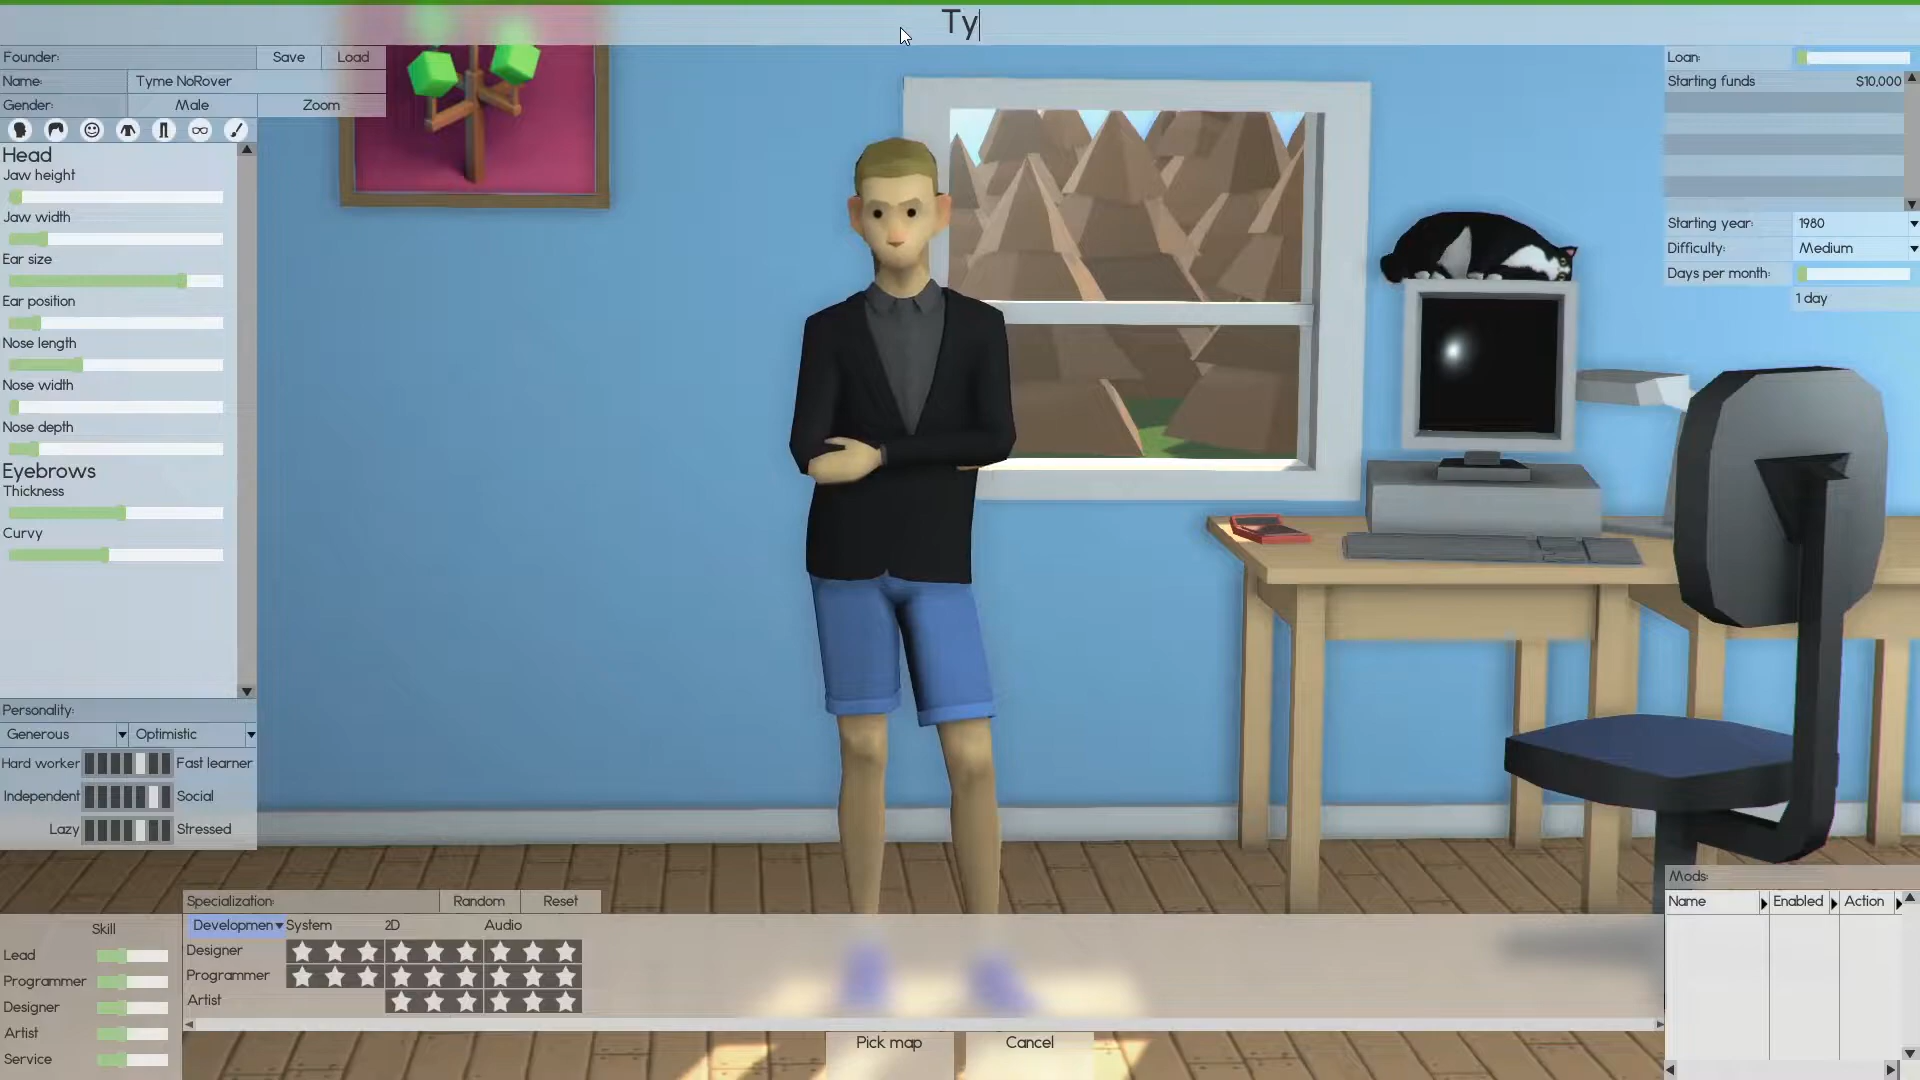 Ty
Founder:
Save
Load
Name:
Tyme NoRover
Gender:
Male
Zoom
Head
Jaw height
Jaw width
Ear size
Ear position
Nose length
Nose width
Nose depth
Eyebrows
Thickness
Curvy
Personality:
Generous
Optimistic
Hard worker
Fast learner
Independent
Social
Lazy
Stressed
Loan:
Starting funds
$10,000
Starting year:
1980
Difficulty:
Medium
Days per month:
1 day
Skill
Lead
Programmer
Designer
Artist
Service
Specialization:
Random
Reset
Developmen
System
2D
Audio
Designer
Programmer
Artist
Pick map
Cancel
Mods:
Name
Enabled
Action